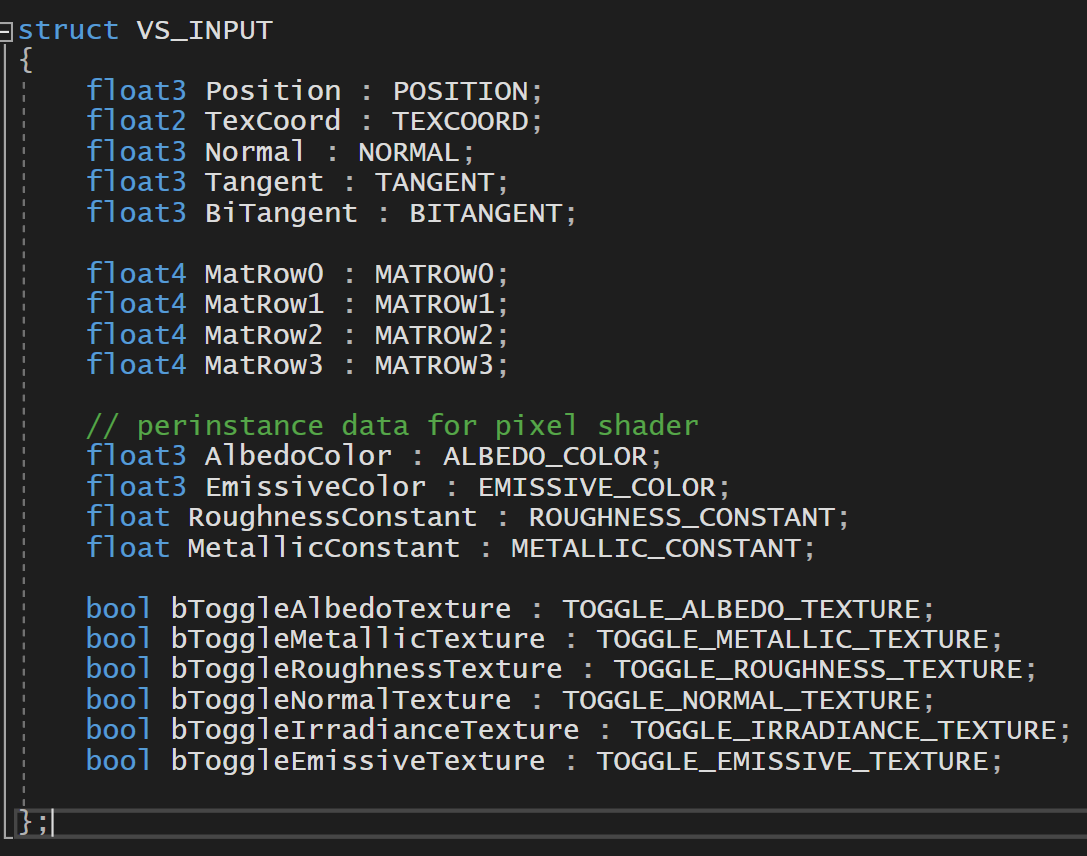 struct VS_INPUT
{
float3 Position : POSITION;
float2 TexCoord : TEXCOORD;
float3 Normal : NORMAL;
float3 Tangent : TANGENT;
float3 BiTangent : BITANGENT;
float4 MatRow0 : MATROW0;
float4 MatRow1 : MATROW1;
float4 MatRow2 : MATROW2;
float4 MatRow3 : MATROW3;
// perinstance data for pixel shader
float3 AlbedoColor : ALBEDO_COLOR;
float3 EmissiveColor : EMISSIVE_COLOR;
float RoughnessConstant : ROUGHNESS_CONSTANT;
float MetallicConstant : METALLIC_CONSTANT;
bool bToggleAlbedoTexture : TOGGLE_ALBEDO_TEXTURE;
bool bToggleMetallicTexture : TOGGLE_METALLIC_TEXTURE;
bool bToggleRoughnessTexture : TOGGLE_ROUGHNESS_TEXTURE;
bool bToggleNormalTexture : TOGGLE_NORMAL_TEXTURE;
bool bToggleIrradianceTexture : TOGGLE_IRRADIANCE_TEXTURE;
bool bToggleEmissiveTexture : TOGGLE_EMISSIVE_TEXTURE;
};